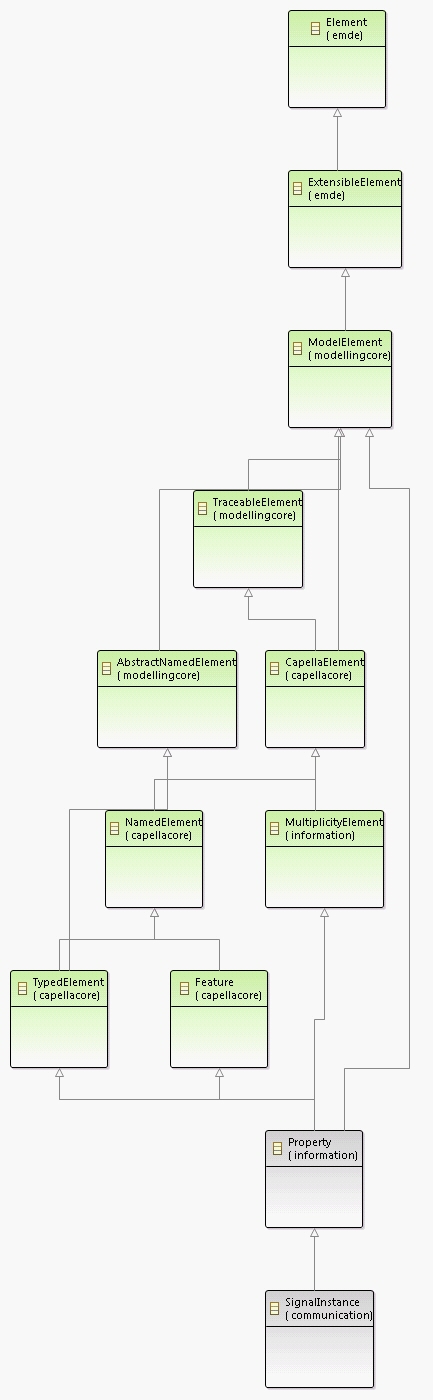 Element
( emde)
ExtensibleElement
( emde)
ModelElement
( modellingcore)
TraceableElement
( modellingcore)
AbstractNamedElement
( modellingcore)
CapellaElement
( capellacore)
NamedElement
( capellacore)
MultiplicityElement
( information)
TypedElement
( capellacore)
Feature
( capellacore)
Property
( information)
SignalInstance
( communication)